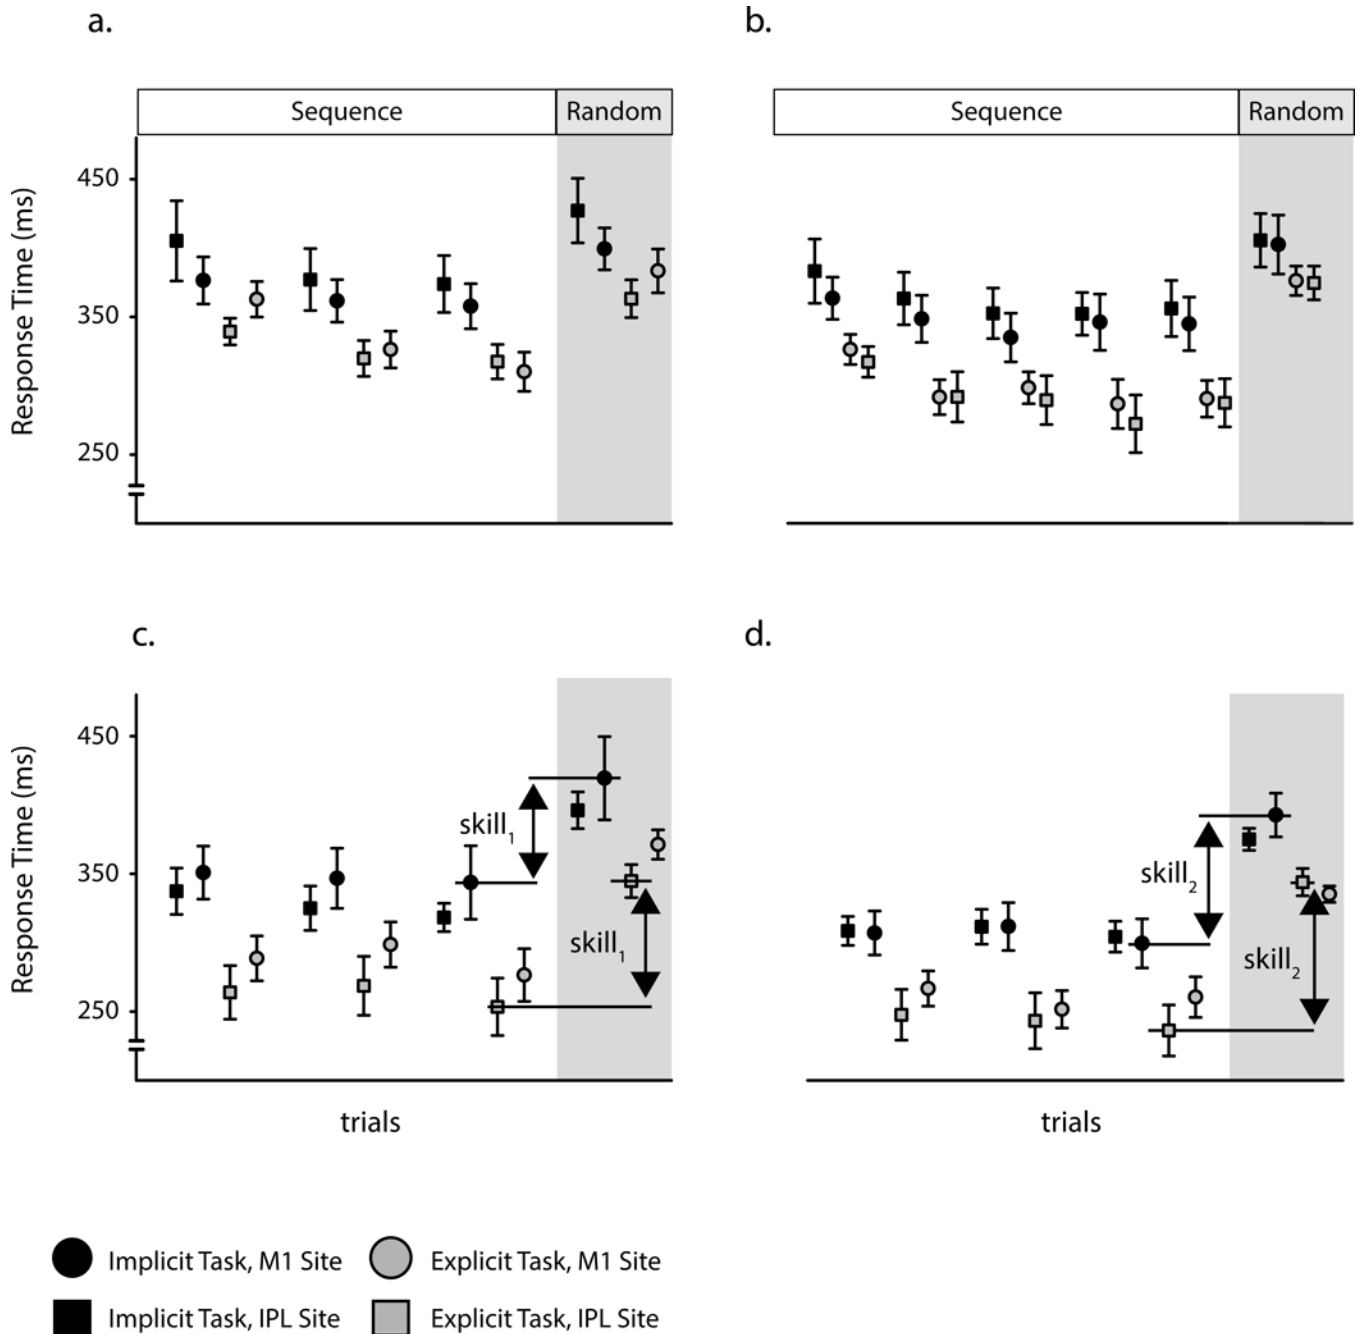 a.
b.
Sequence
Random
Sequence
Random
Response Time (ms)
450
350
250
c.
d.
Response Time (ms)
450
350
250
skill1
skill1
skill2
skill2
trials
trials
Implicit Task, M1 Site
Explicit Task, M1 Site
Implicit Task, IPL Site
Explicit Task, IPL Site